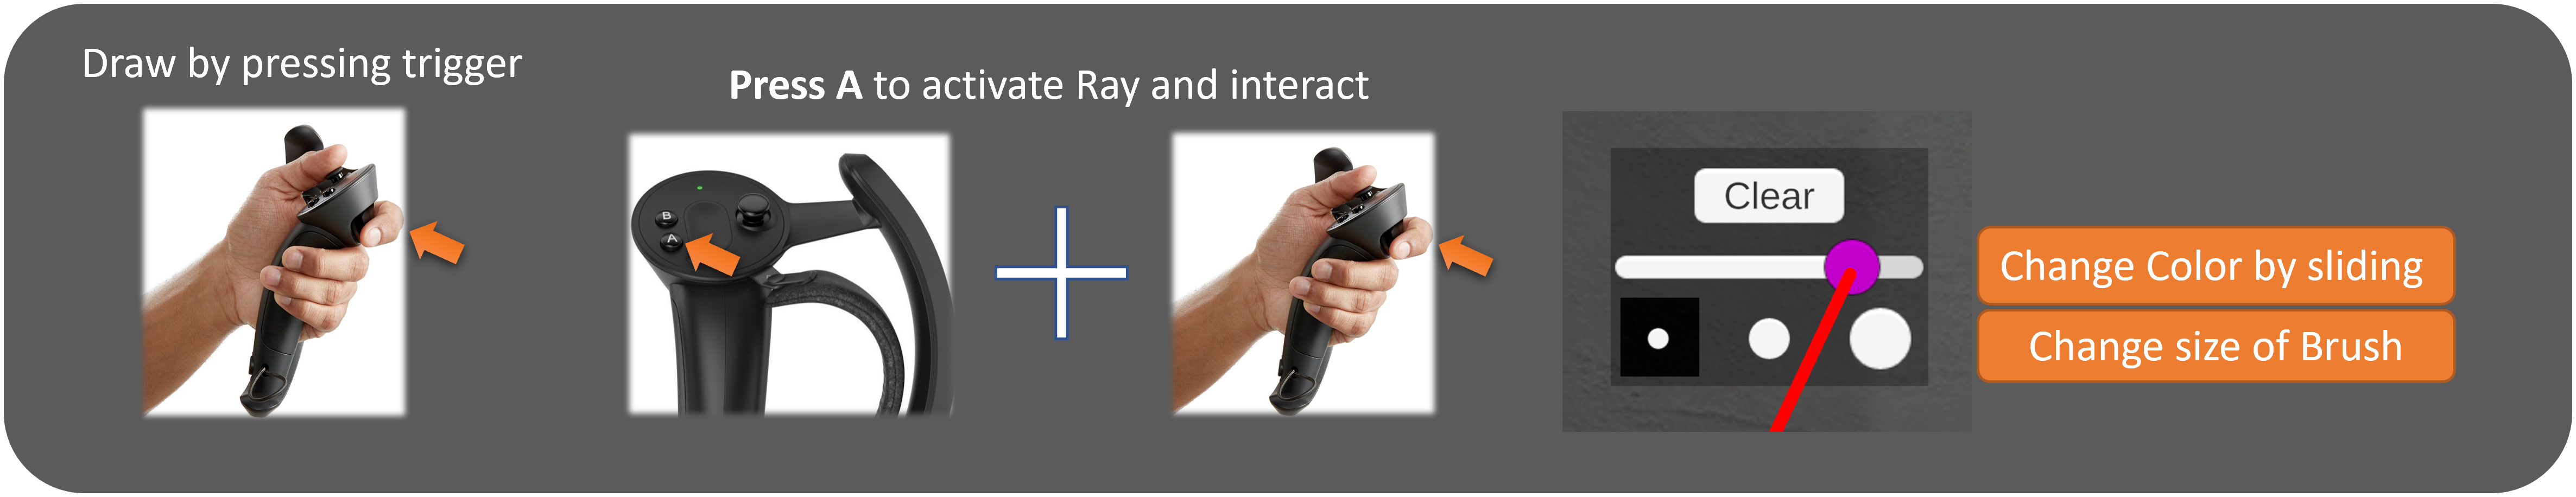 Draw by pressing trigger
Press A to activate Ray and interact
B
A
Clear
Change Color by sliding
Change size of Brush